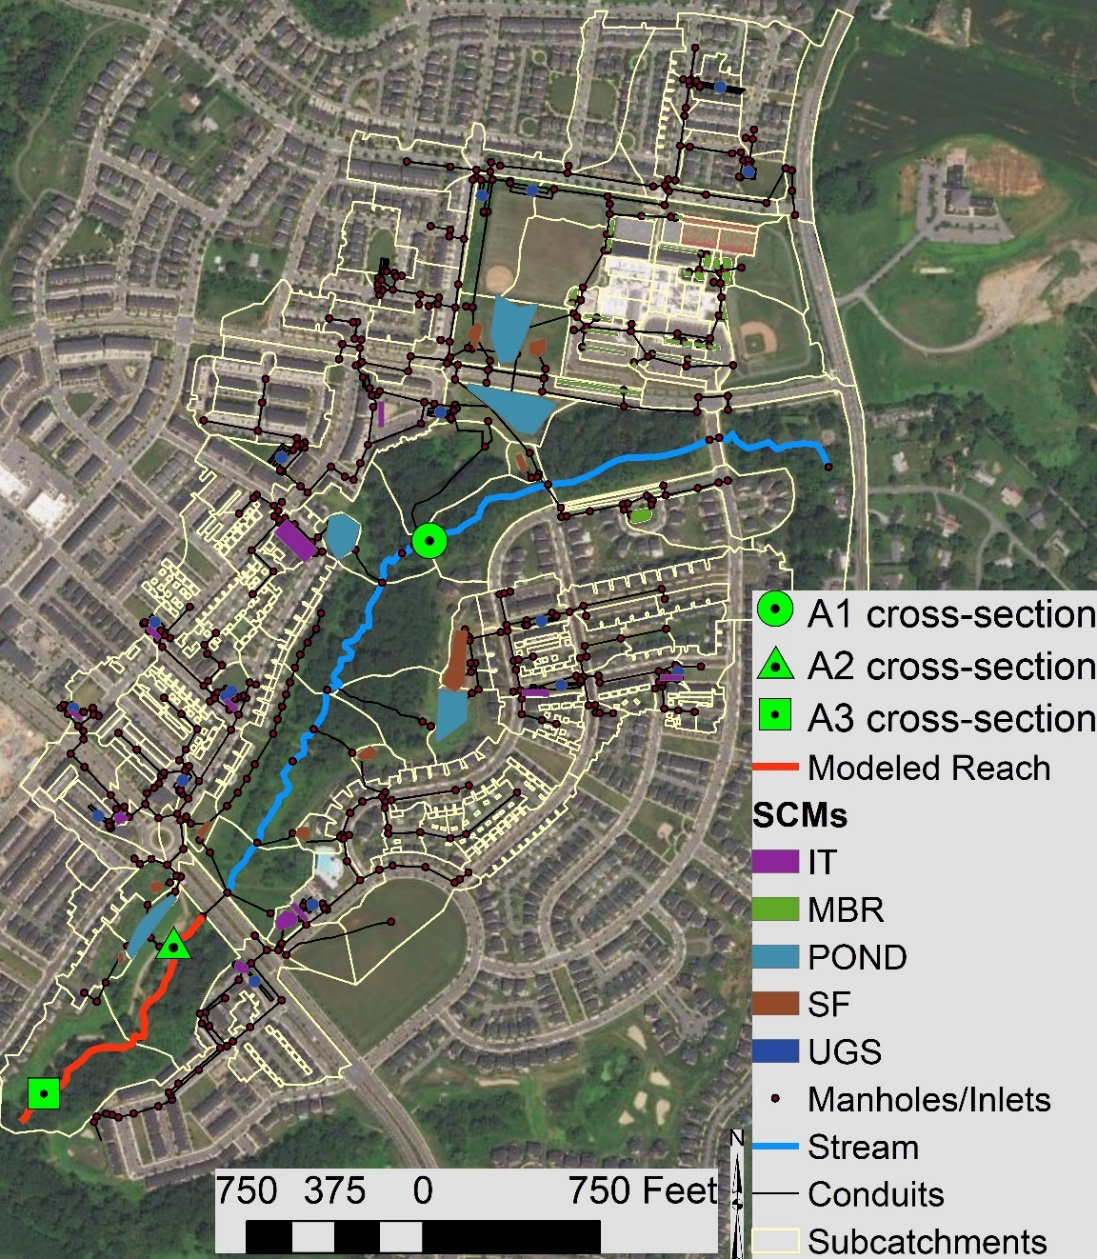 A1 cross-section
A2 cross-section
A3 cross-section
Modeled Reach
SCMs
IT
MBR
POND
SF
UGS
Manholes/Inlets
Stream
Conduits
Subcatchments
N
750 375 0 750 Feet